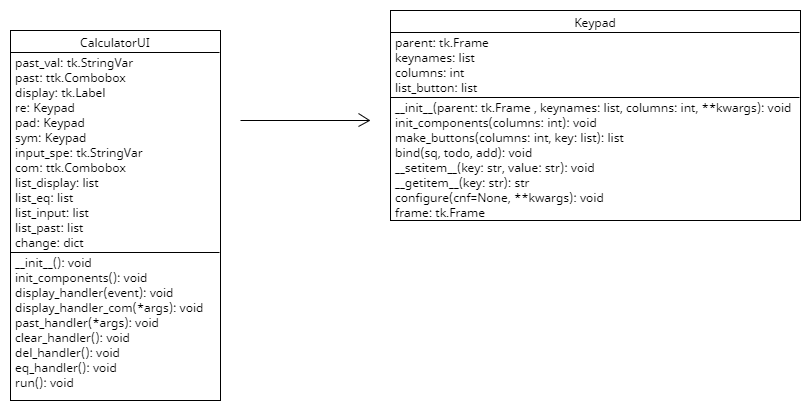 CalculatorUI
past_val: tk.StringVar
past: ttk.Combobox
display: tk.Label
re: Keypad
pad: Keypad
sym: Keypad
input_spe: tk.StringVar
com: ttk.Combobox
list_display: list
list_eq: list
list_input: list
list_past: list
change: dict
__init__(): void
init_components(): void
display_handler(event): void
display_handler_com(*args): void
past_handler(*args): void
clear_handler(): void
del_handler(): void
eq_handler(): void
run(): void
Keypad
parent: tk.Frame
keynames: list
columns: int
list_button: list
__init__(parent: tk.Frame , keynames: list, columns: int, **kwargs): void
init_components(columns: int): void
make_buttons(columns: int, key: list): list
bind(sq, todo, add): void
__setitem__(key: str, value: str): void
__getitem__(key: str): str
configure(cnf=None, **kwargs): void
frame: tk.Frame